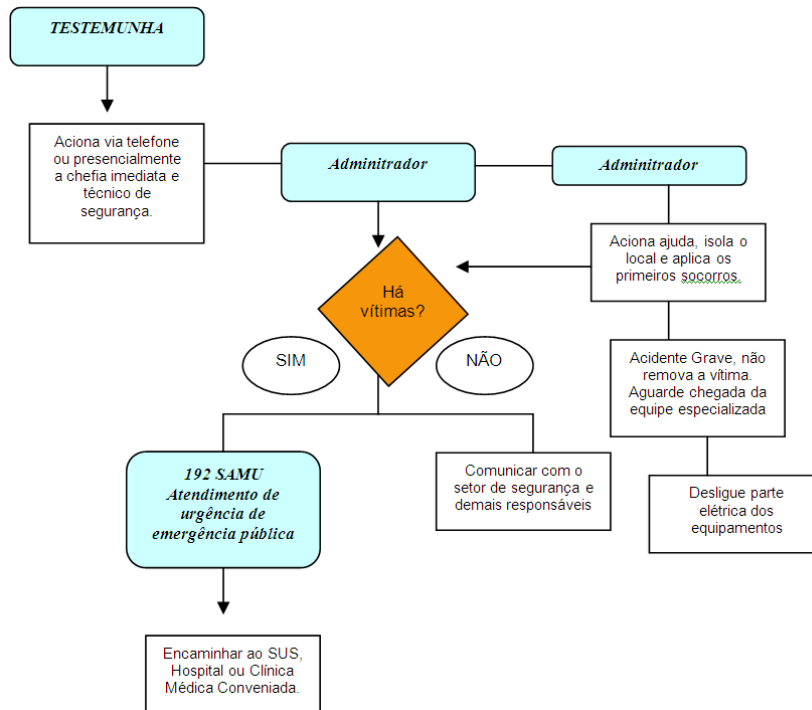 TESTEMUNHA
Aciona via telefone
ou presencialmente
a chefia imediata e
técnico de
segurança.
Adminitrador
Adminitrador
Aciona ajuda, isola o
local e aplica os
primeiros socorros.
Há
vítimas?
SIM
NÃO
Acidente Grave, não
remova a vítima.
Aguarde chegada da
equipe especializada
192 SAMU
Atendimento de
urgência de
emergência pública
Comunicar com o
setor de segurança e
demais responsáveis
Desligue parte
elétrica dos
equipamentos
Encaminhar ao SUS,
Hospital ou Clínica
Médica Conveniada.